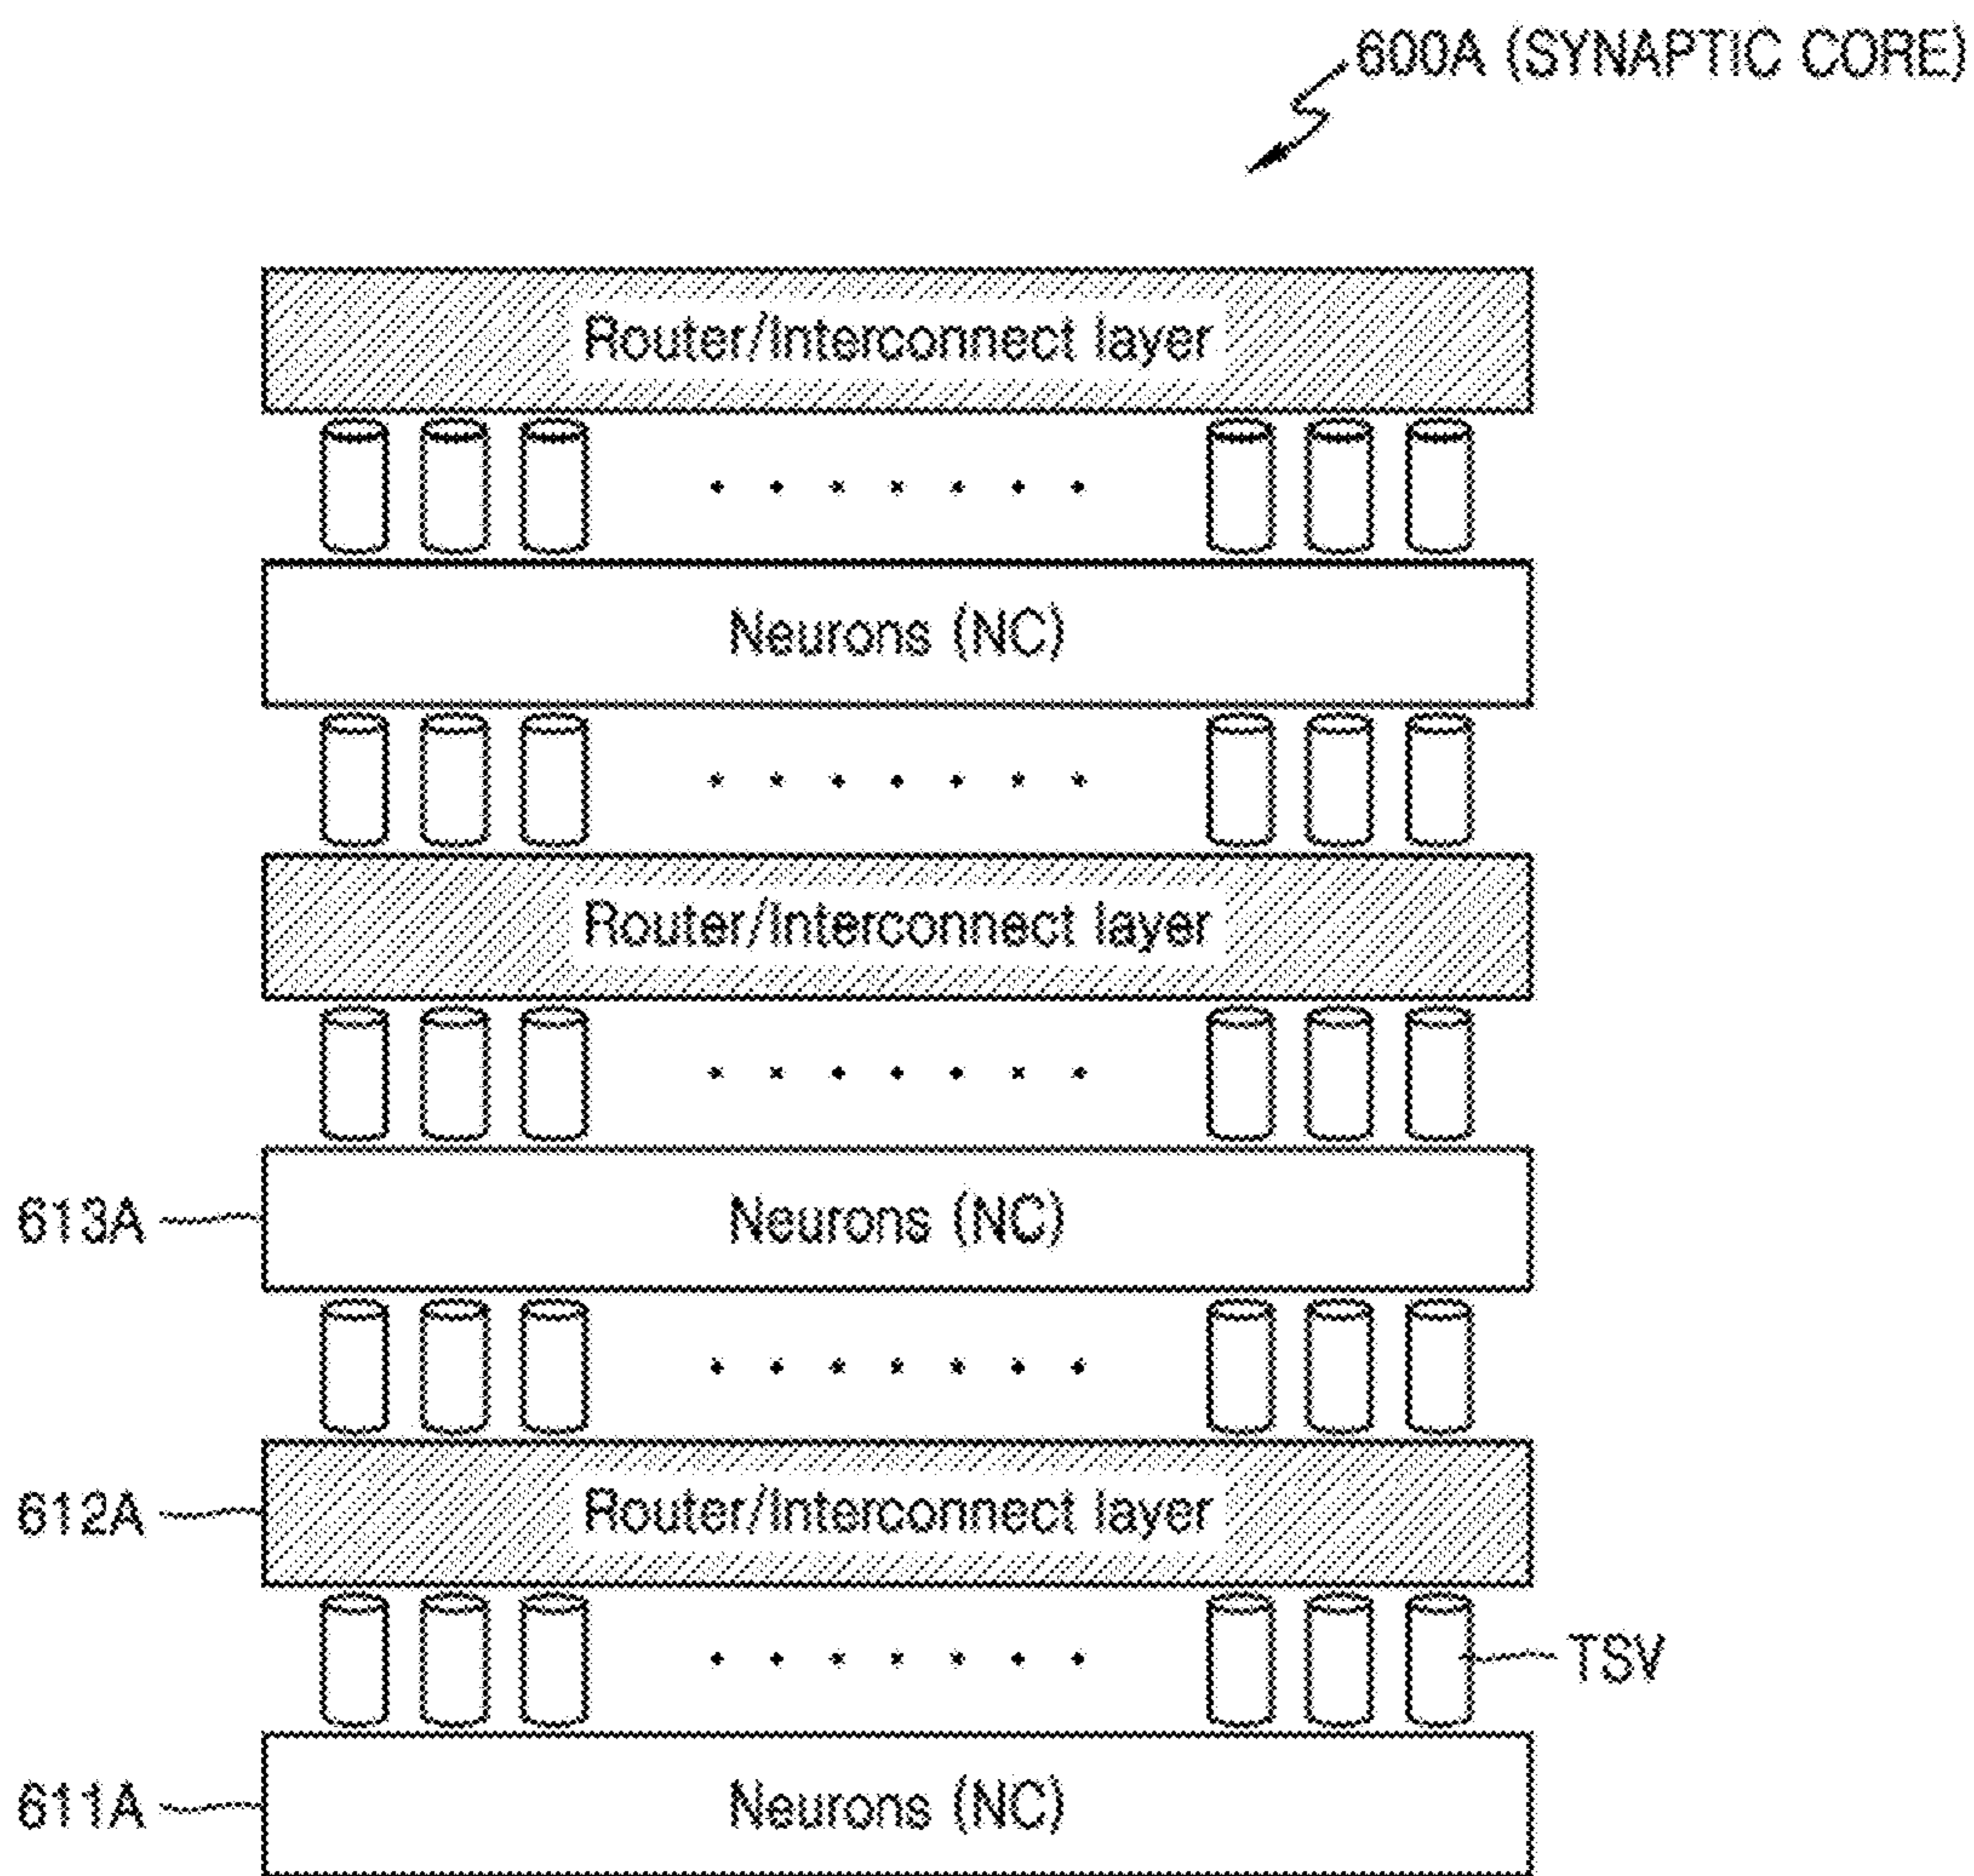 600A (SYNAPTIC CORE)
Router/Interconnect layer
Neurons (NC)
Router/Interconnect layer
613A
Neurons (NC)
612A
Router/Interconnect layer
TSV
611A
Neurons (NC)